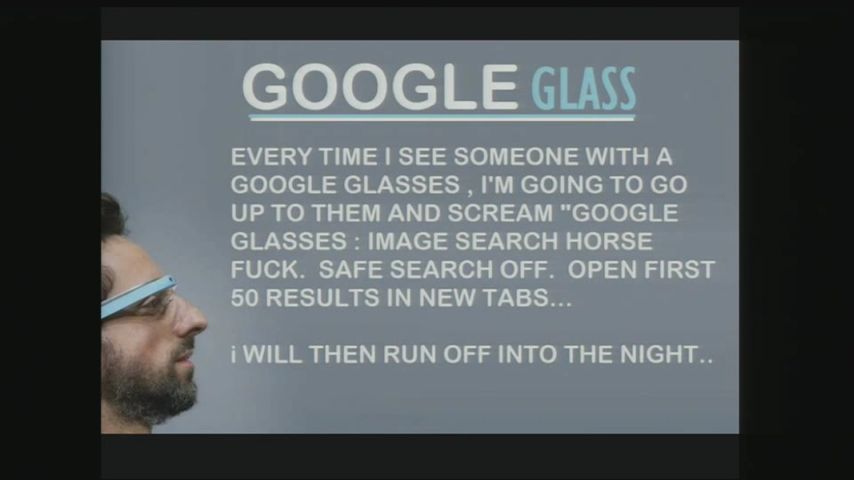 GOOGLE GLASS
EVERY TIME I SEE SOMEONE WITH A
GOOGLE GLASSES , I'M GOING TO GO
UP TO THEM AND SCREAM "GOOGLE
GLASSES : IMAGE SEARCH HORSE
FUCK. SAFE SEARCH OFF. OPEN FIRST
50 RESULTS IN NEW TABS...
i WILL THEN RUN OFF INTO THE NIGHT..